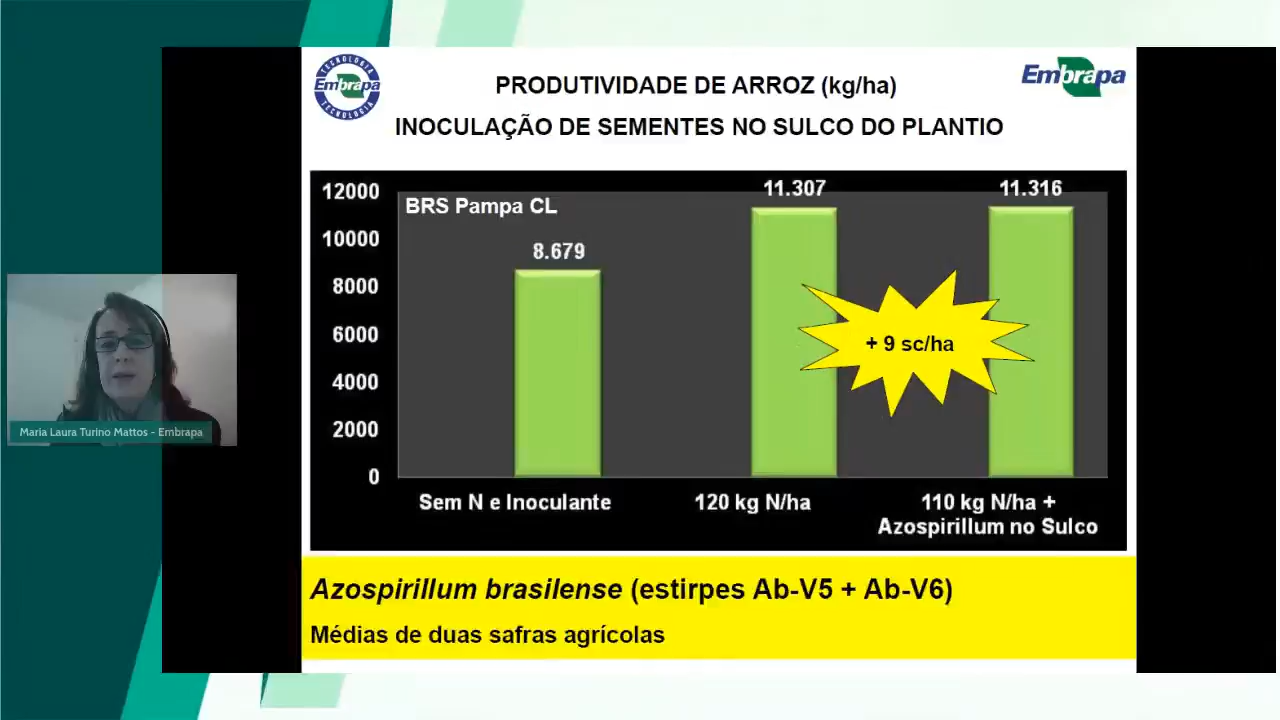 TECNOLOGIA
Embrapa
TECNOLOGIA
Embrapa
PRODUTIVIDADE DE ARROZ (kg/ha)
INOCULAÇÃO DE SEMENTES NO SULCO DO PLANTIO
12000
10000
8000
6000
4000
2000
0
BRS Pampa CL
8.679
11.307
11.316
+ 9 sc/ha
Sem N e Inoculante
120 kg N/ha
110 kg N/ha +
Azospirillum no Sulco
Maria Laura Turino Mattos - Embrapa
Azospirillum brasilense (estirpes Ab-V5 + Ab-V6)
Médias de duas safras agrícolas